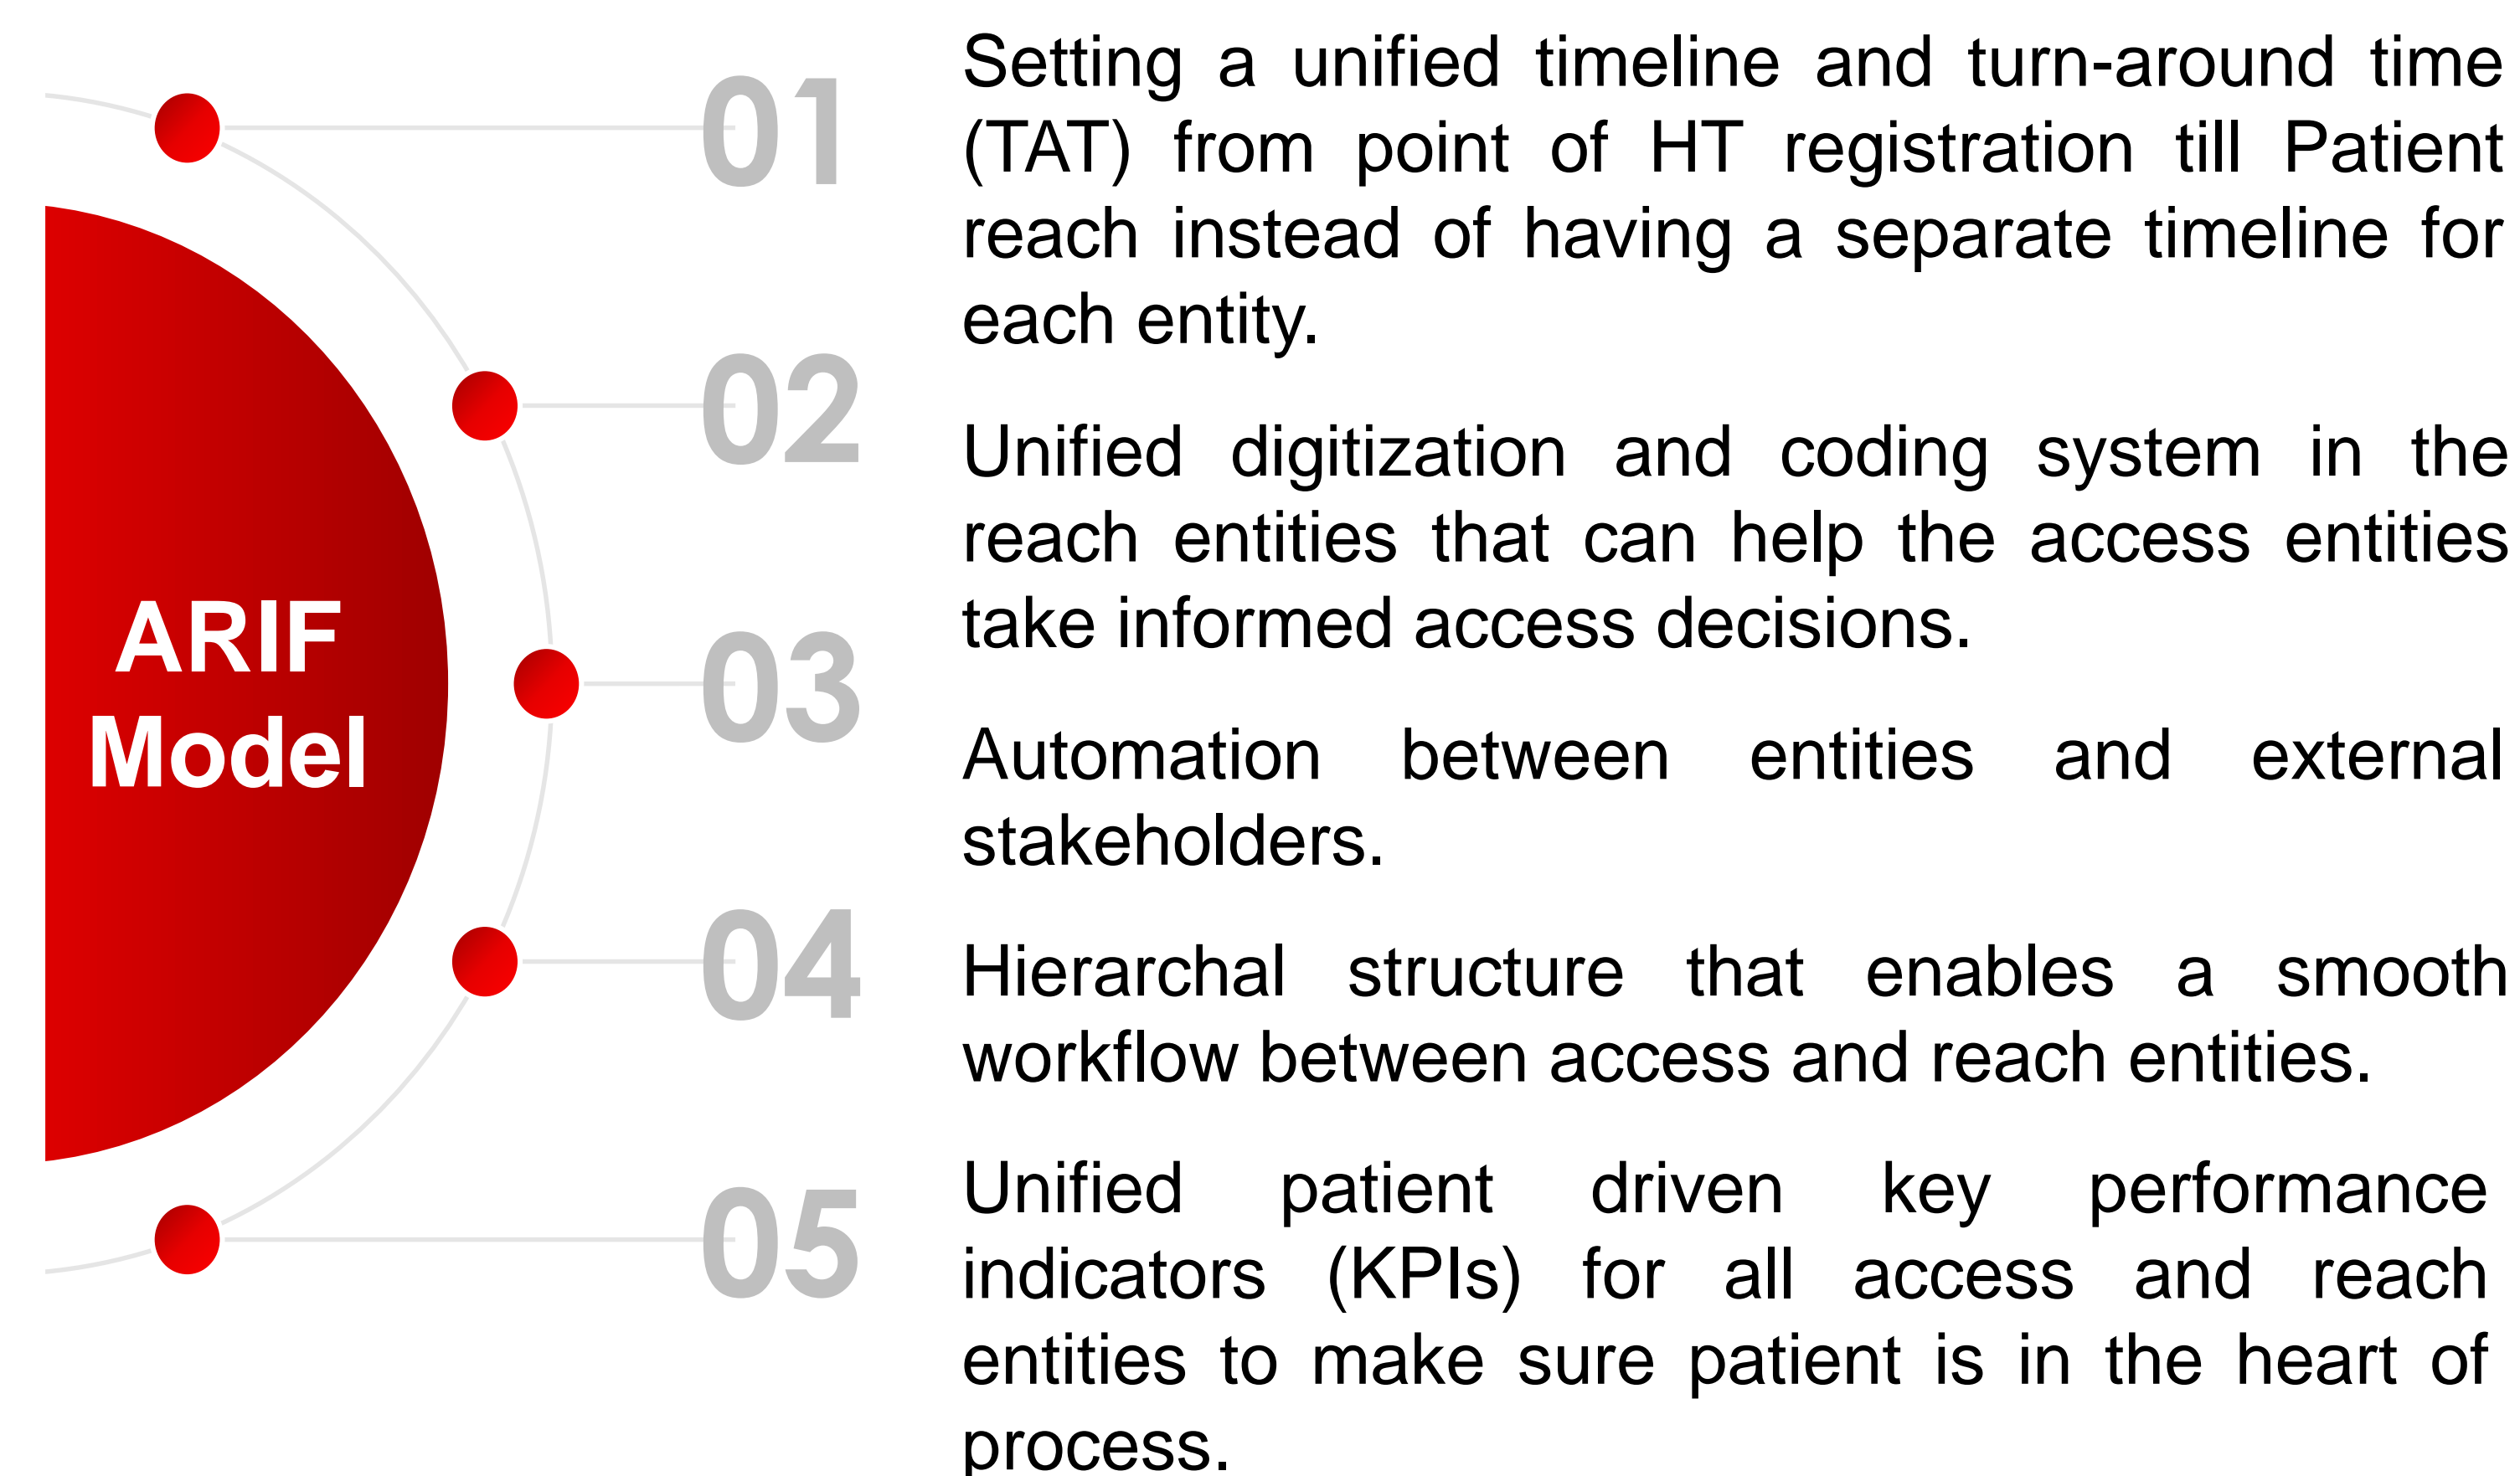 ARIF
Model
01
Setting a unified timeline and turn-around time
(TAT) from point of HT registration till Patient
reach instead of having a separate timeline for
each entity.
02
Unified digitization and coding system in the
reach entities that can help the access entities
take informed access decisions.
03
Automation between entities and external
stakeholders.
04
Hierarchal structure that enables a smooth
workflow between access and reach entities.
05
Unified patient driven key performance
indicators (KPIs) for all access and reach
entities to make sure patient is in the heart of
process.